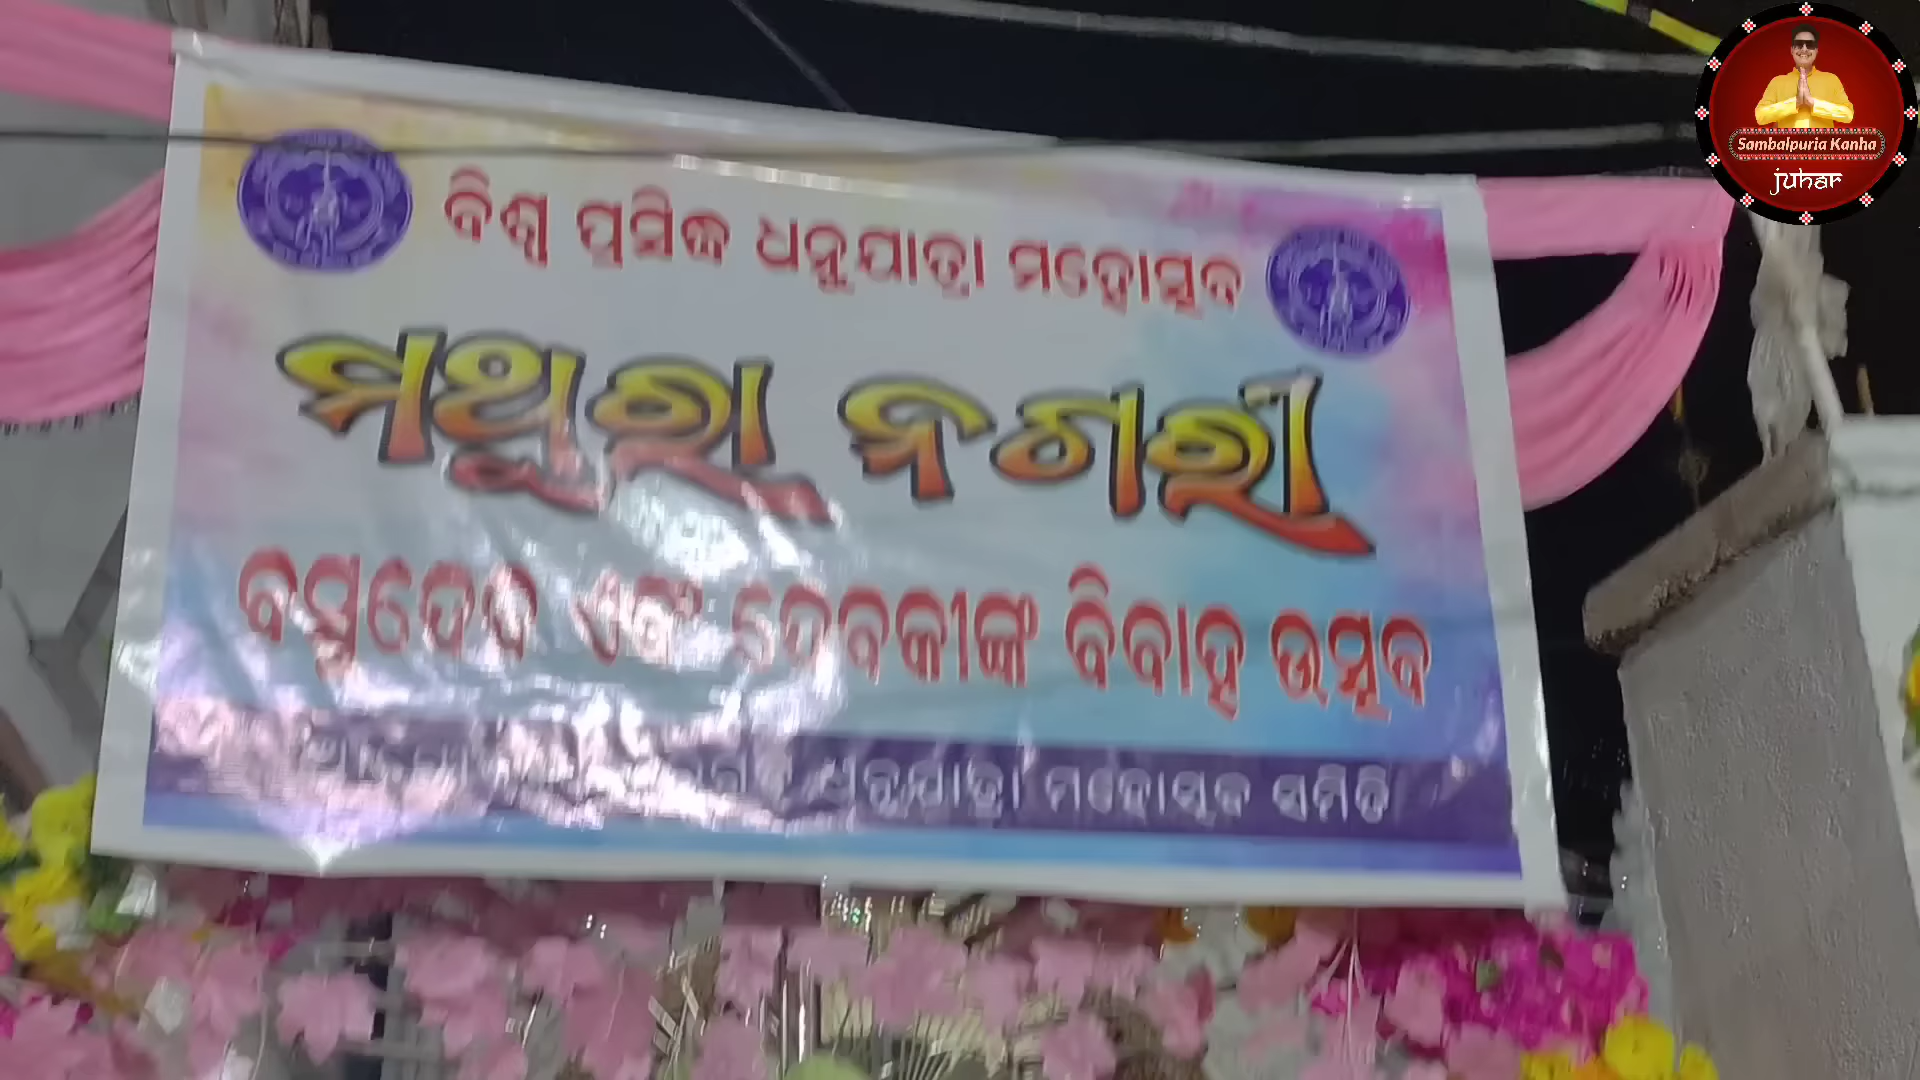 ବିଶ୍ଵ ପ୍ରସିଦ୍ଧ ଧନୁଯାତ୍ରା ମହୋତ୍ସବ
ମଥୁରା ନଗରୀ
ବସୁଦେବ ଏବଂ ଦେବକୀଙ୍କ ବିବାହ ଉତ୍ସବ
ଧନୁଯାତ୍ରା ମହୋତ୍ସବ ସମିତି
Sambalpuria Kanha
juhar